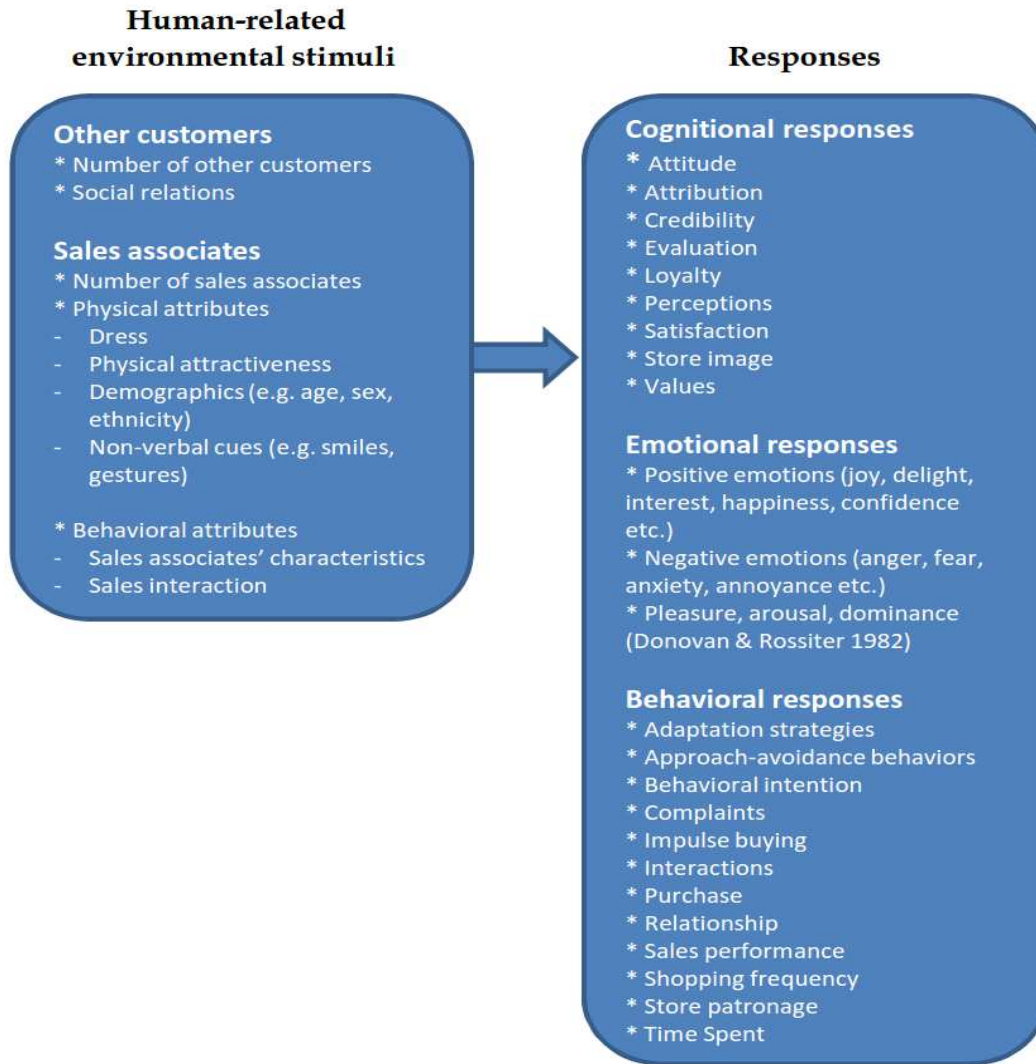 Human-related
environmental stimuli
Other customers
* Number of other customers
* Social relations
Sales associates
* Number of sales associates
* Physical attributes
- Dress
- Physical attractiveness
- Demographics (e.g. age, sex,
ethnicity)
- Non-verbal cues (e.g. smiles,
gestures)
* Behavioral attributes
- Sales associates’ characteristics
- Sales interaction
Responses
Cognitional responses
* Attitude
* Attribution
* Credibility
* Evaluation
* Loyalty
* Perceptions
* Satisfaction
* Store image
* Values
Emotional responses
* Positive emotions (joy, delight,
interest, happiness, confidence
etc.)
* Negative emotions (anger, fear,
anxiety, annoyance etc.)
* Pleasure, arousal, dominance
(Donovan & Rossiter 1982)
Behavioral responses
* Adaptation strategies
* Approach-avoidance behaviors
* Behavioral intention
* Complaints
* Impulse buying
* Interactions
* Purchase
* Relationship
* Sales performance
* Shopping frequency
* Store patronage
* Time Spent